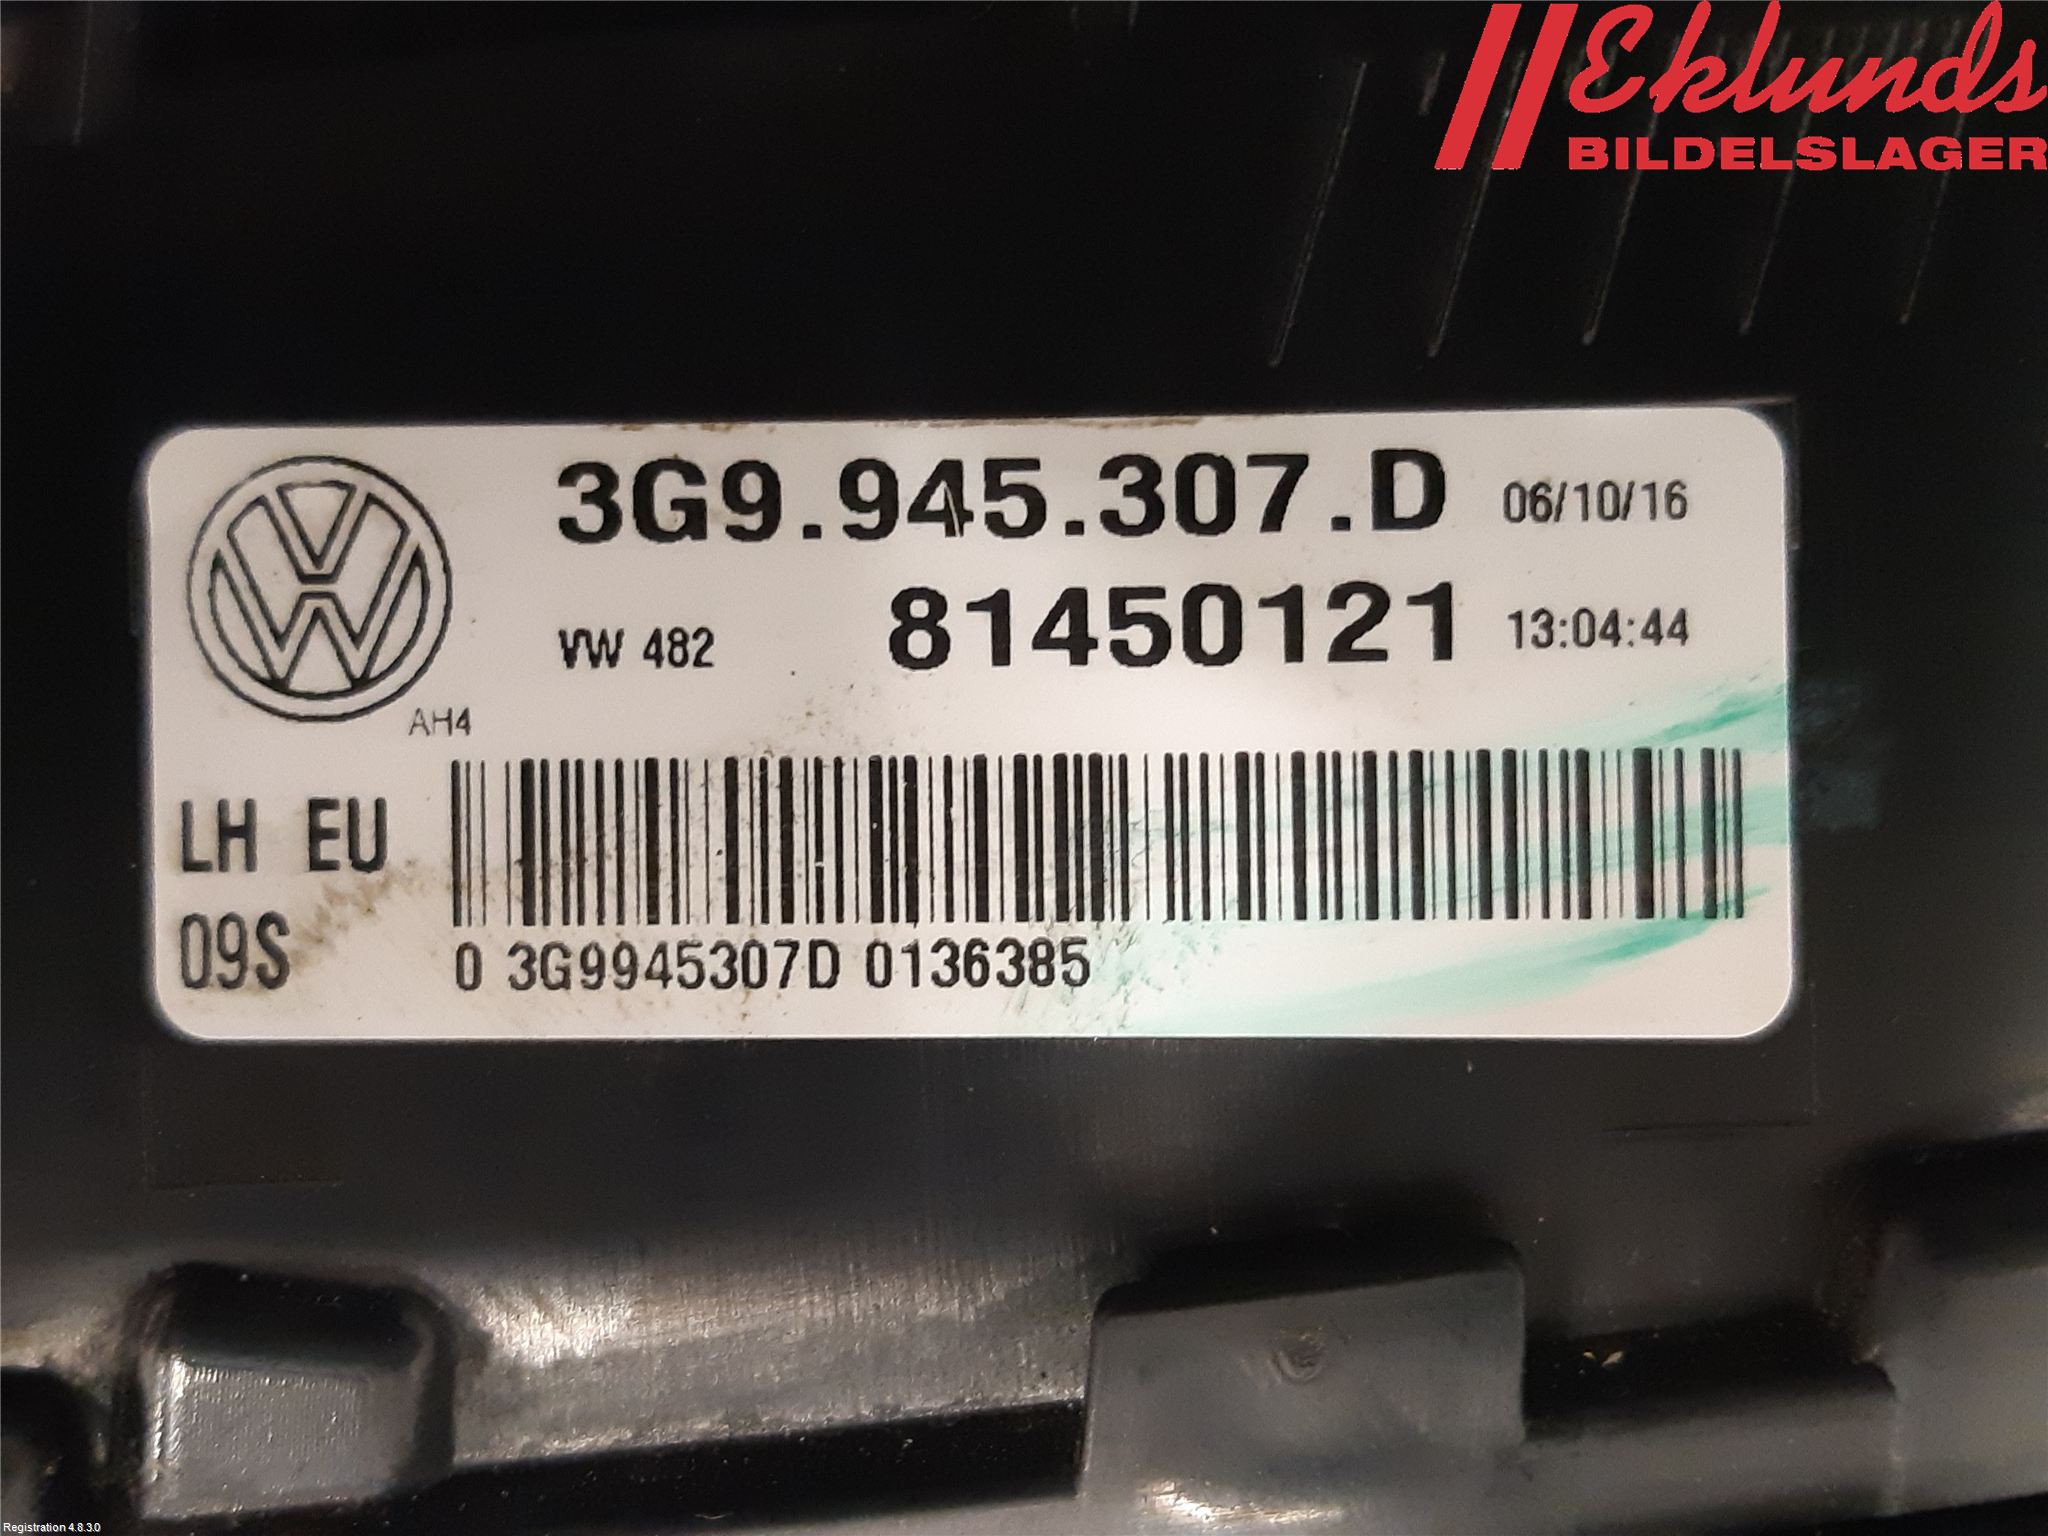 Eklunds
BILDELSLAGER
3G9.945.307.D 06/10/16
VW 482 81450121 13:04:44
AH4
LH EU
09S
0 3G9945307D 0136385
Registration 4.8.3.0